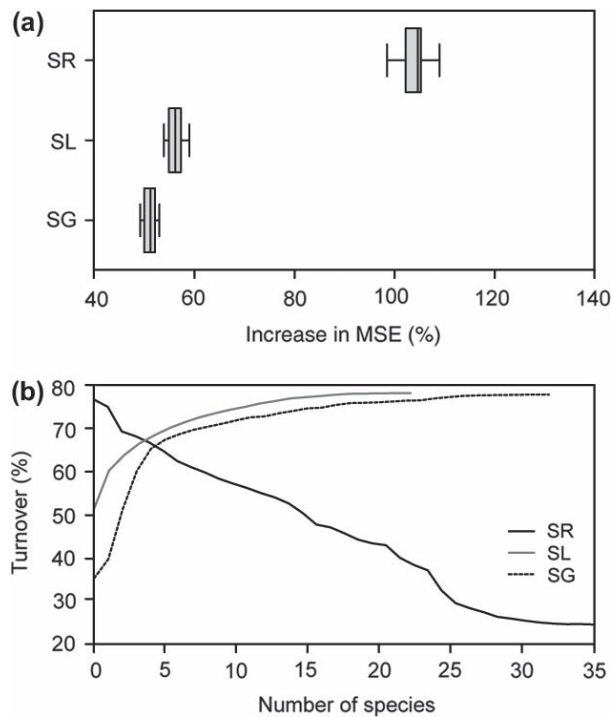 (a)
SR
SL
SG
40 60 80 100 120 140
Increase in MSE (%)
(b)
80
70
60
50
40
30
20
Turnover (%)
SR
SL
SG
0 5 10 15 20 25 30 35
Number of species